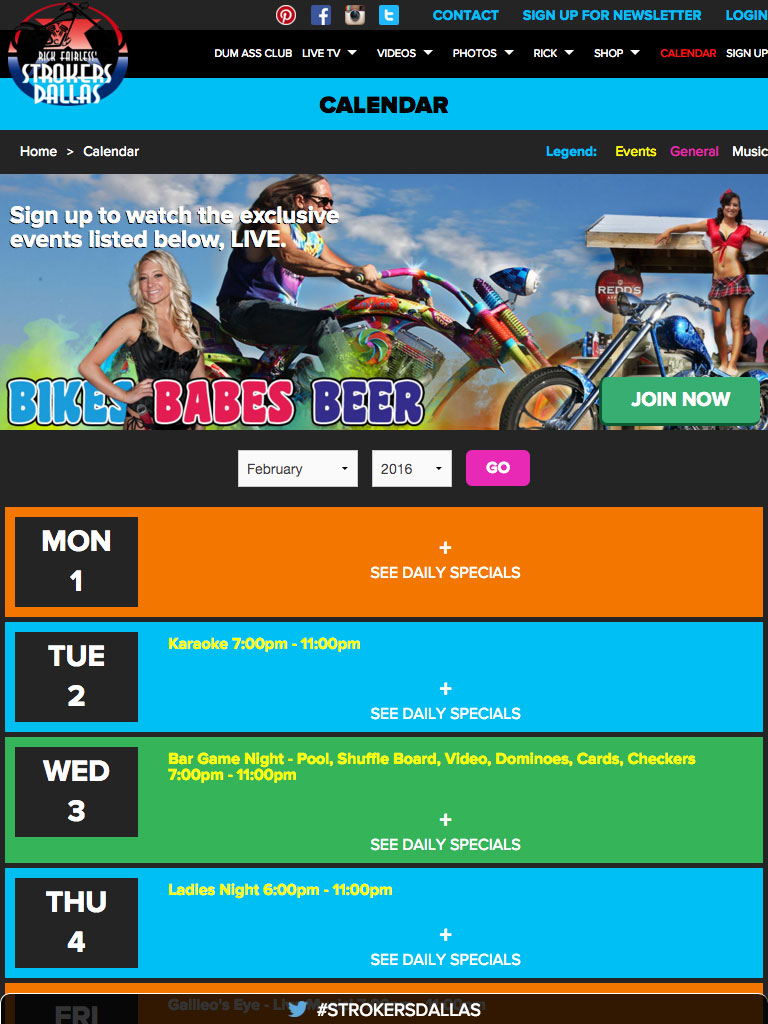 CONTACT SIGN UP FOR NEWSLETTER LOGIN
RICK FAIRLESS'
STROKERS
DALLAS
DUM ASS CLUB LIVE TV VIDEOS PHOTOS RICK SHOP CALENDAR SIGN UP
CALENDAR
Home > Calendar
Legend: Events General Music
Sign up to watch the exclusive
events listed below, LIVE.
REDD'S
BIKES BABES BEER
JOIN NOW
February 2016 GO
MON
1
+
SEE DAILY SPECIALS
TUE
2
Karaoke 7:00pm - 11:00pm
+
SEE DAILY SPECIALS
WED
3
Bar Game Night - Pool, Shuffle Board, Video, Dominoes, Cards, Checkers
7:00pm - 11:00pm
+
SEE DAILY SPECIALS
THU
4
Ladies Night 6:00pm - 11:00pm
+
SEE DAILY SPECIALS
FRI
Galileo's Eye - Live
#STROKERSDALLAS